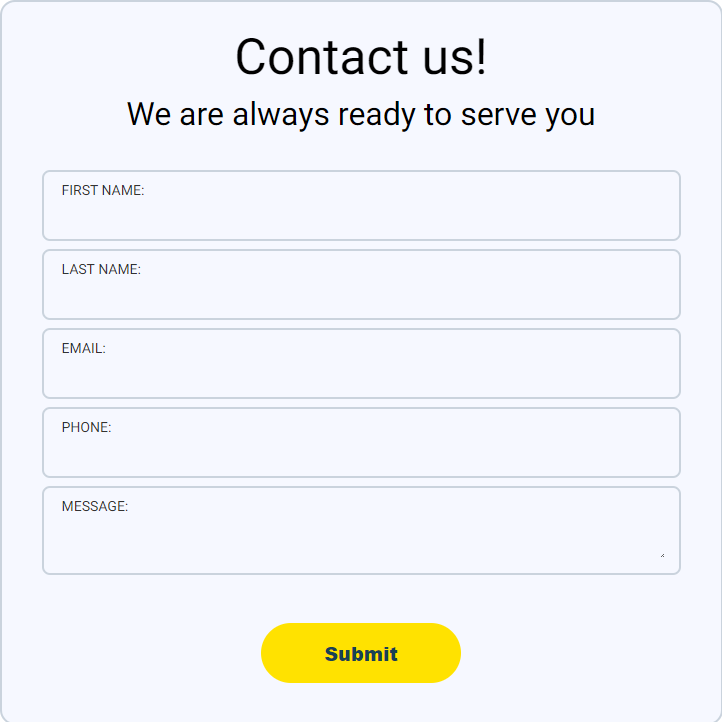 Contact us!
We are always ready to serve you
FIRST NAME:
LAST NAME:
EMAIL:
PHONE:
MESSAGE:
Submit